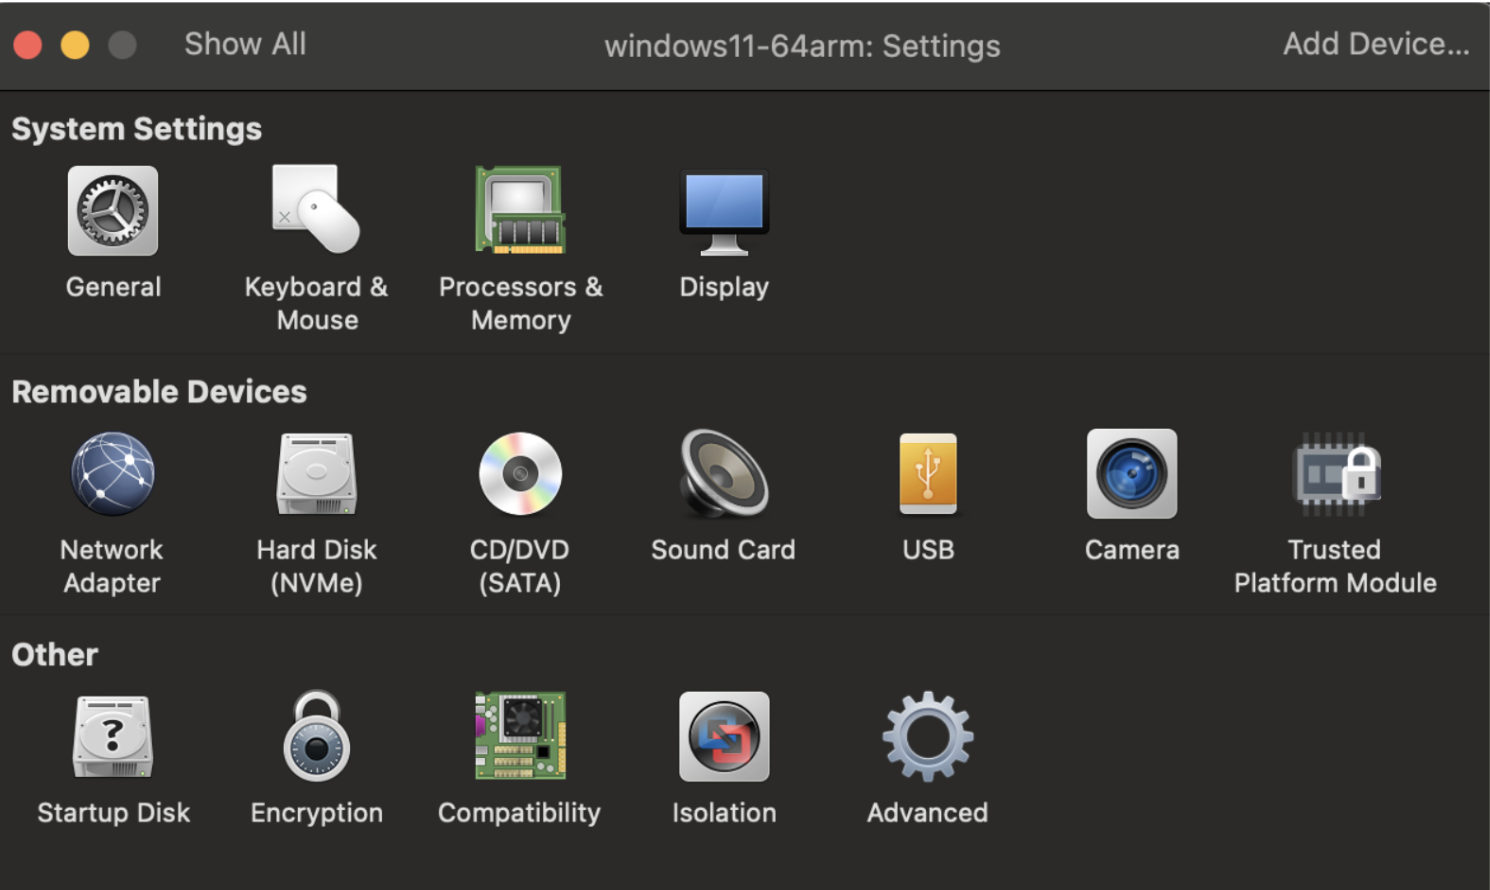 Show All
windows11-64arm: Settings
Add Device...
System Settings
General
Keyboard &
Mouse
Processors &
Memory
Display
Removable Devices
Network
Adapter
Hard Disk
(NVMe)
CD/DVD
(SATA)
Sound Card
USB
Camera
Trusted
Platform Module
Other
Startup Disk
Encryption
Compatibility
Isolation
Advanced